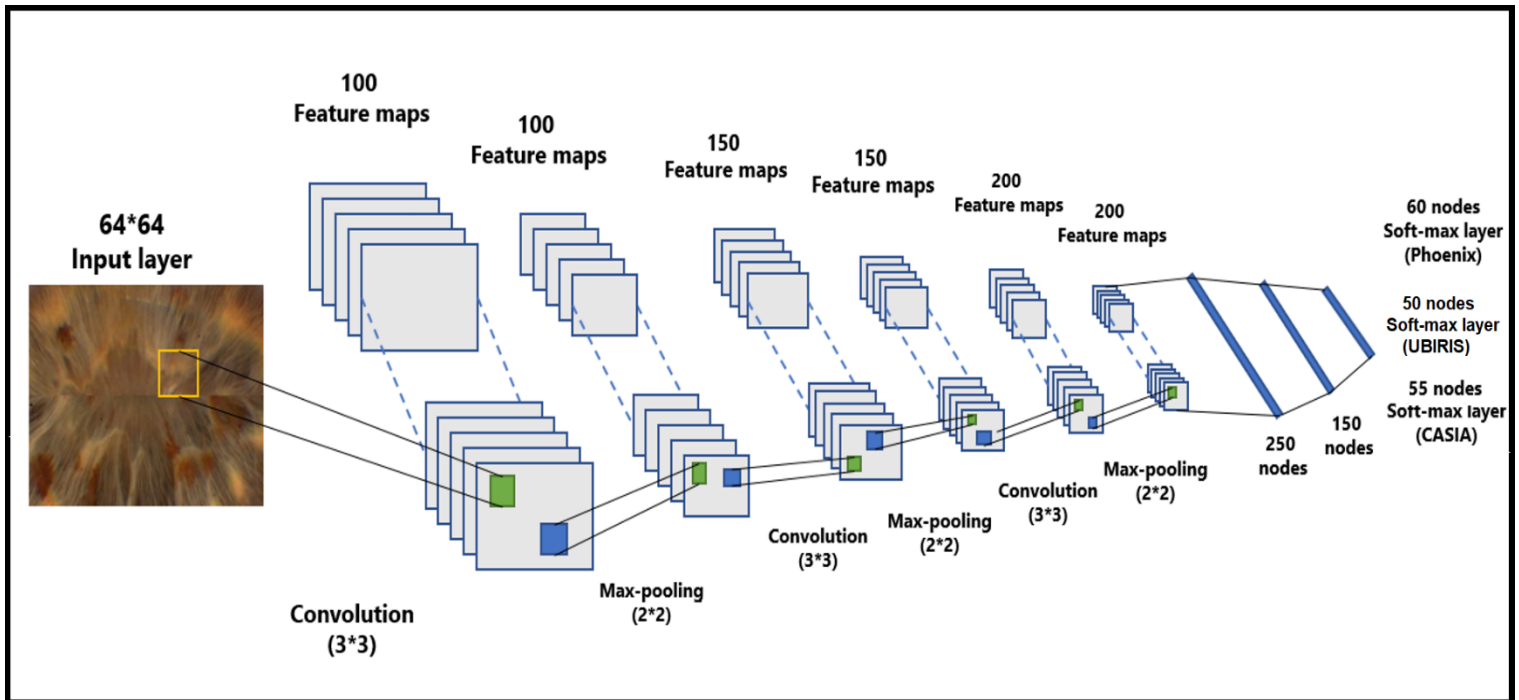 100
Feature maps
100
Feature maps
150
Feature maps
150
Feature maps
200
Feature maps
200
Feature maps
64*64
Input layer
60 nodes
Soft-max layer
(Phoenix)
50 nodes
Soft-max layer
(UBIRIS)
55 nodes
Soft-max layer
(CASIA)
250
nodes
150
nodes
Convolution
(3*3)
Max-pooling
(2*2)
Convolution
(3*3)
Max-pooling
(2*2)
Convolution
(3*3)
Max-pooling
(2*2)